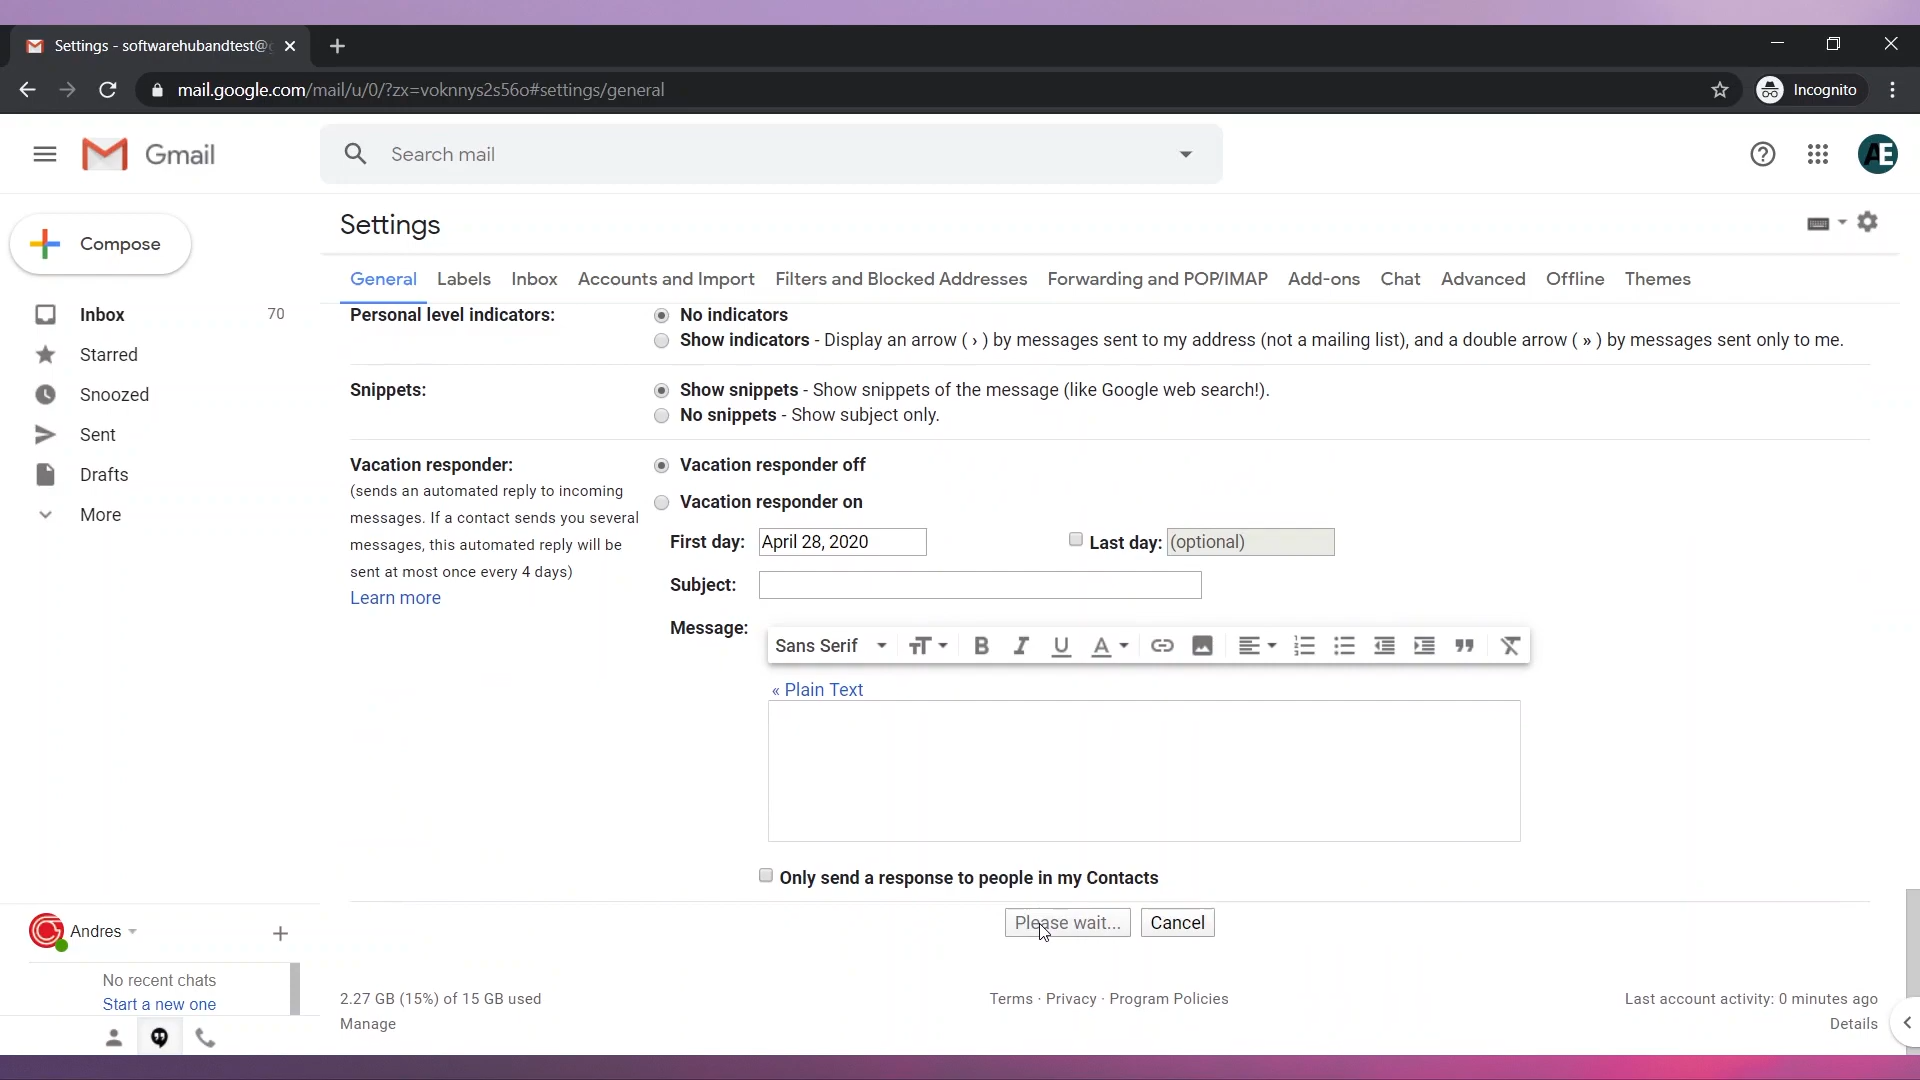 Settings - softwarehubandtest@
mail.google.com/mail/u/0/?zx=voknnys2s56o#settings/general
Incognito
Gmail
Search mail
AE
Compose
Inbox 70
Starred
Snoozed
Sent
Drafts
More
Settings
General Labels Inbox Accounts and Import Filters and Blocked Addresses Forwarding and POP/IMAP Add-ons Chat Advanced Offline Themes
Personal level indicators: No indicators
Show indicators - Display an arrow ( › ) by messages sent to my address (not a mailing list), and a double arrow ( » ) by messages sent only to me.
Snippets: Show snippets - Show snippets of the message (like Google web search!).
No snippets - Show subject only.
Vacation responder: Vacation responder off
(sends an automated reply to incoming
messages. If a contact sends you several
messages, this automated reply will be
sent at most once every 4 days)
Learn more
Vacation responder on
First day: April 28, 2020 Last day: (optional)
Subject:
Message:
Sans Serif
« Plain Text
Only send a response to people in my Contacts
Please wait... Cancel
Andres
No recent chats
Start a new one
2.27 GB (15%) of 15 GB used
Manage
Terms · Privacy · Program Policies
Last account activity: 0 minutes ago
Details